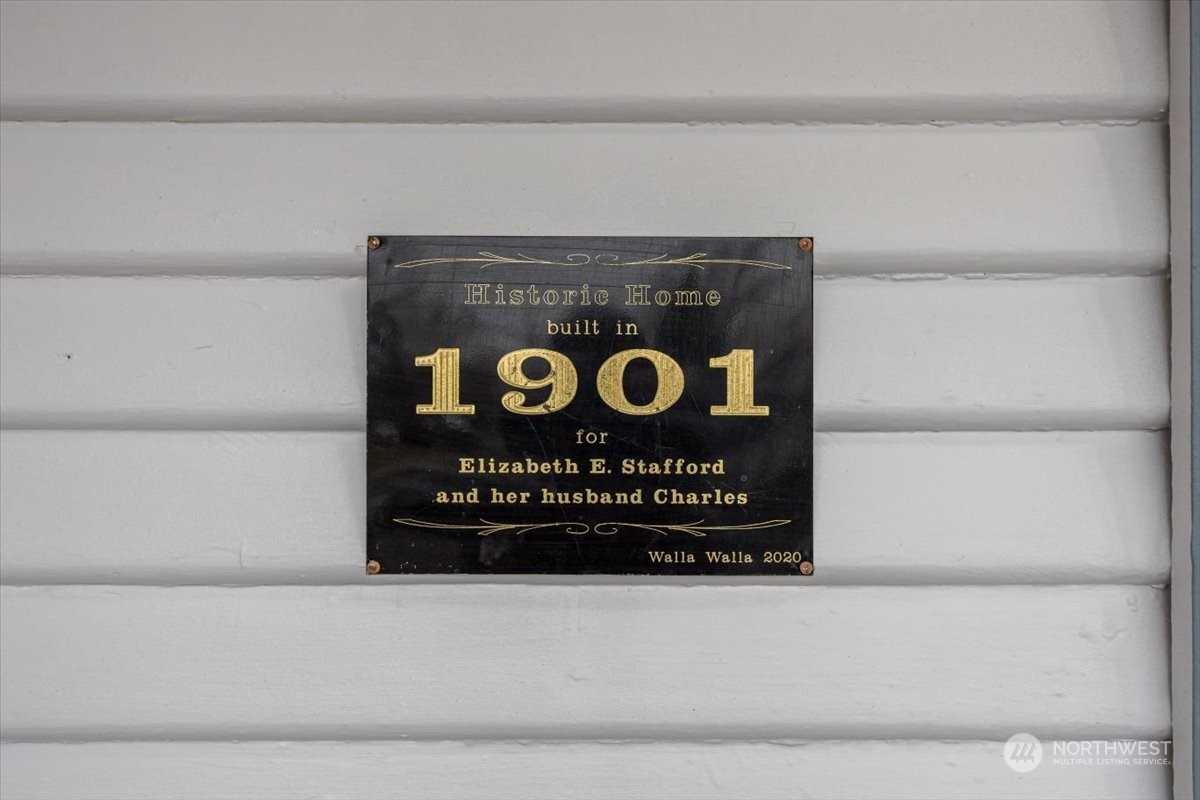 Historic Home
built in
1901
for
Elizabeth E. Stafford
and her husband Charles
Walla Walla 2020
NORTHWEST
MULTIPLE LISTING SERVICE